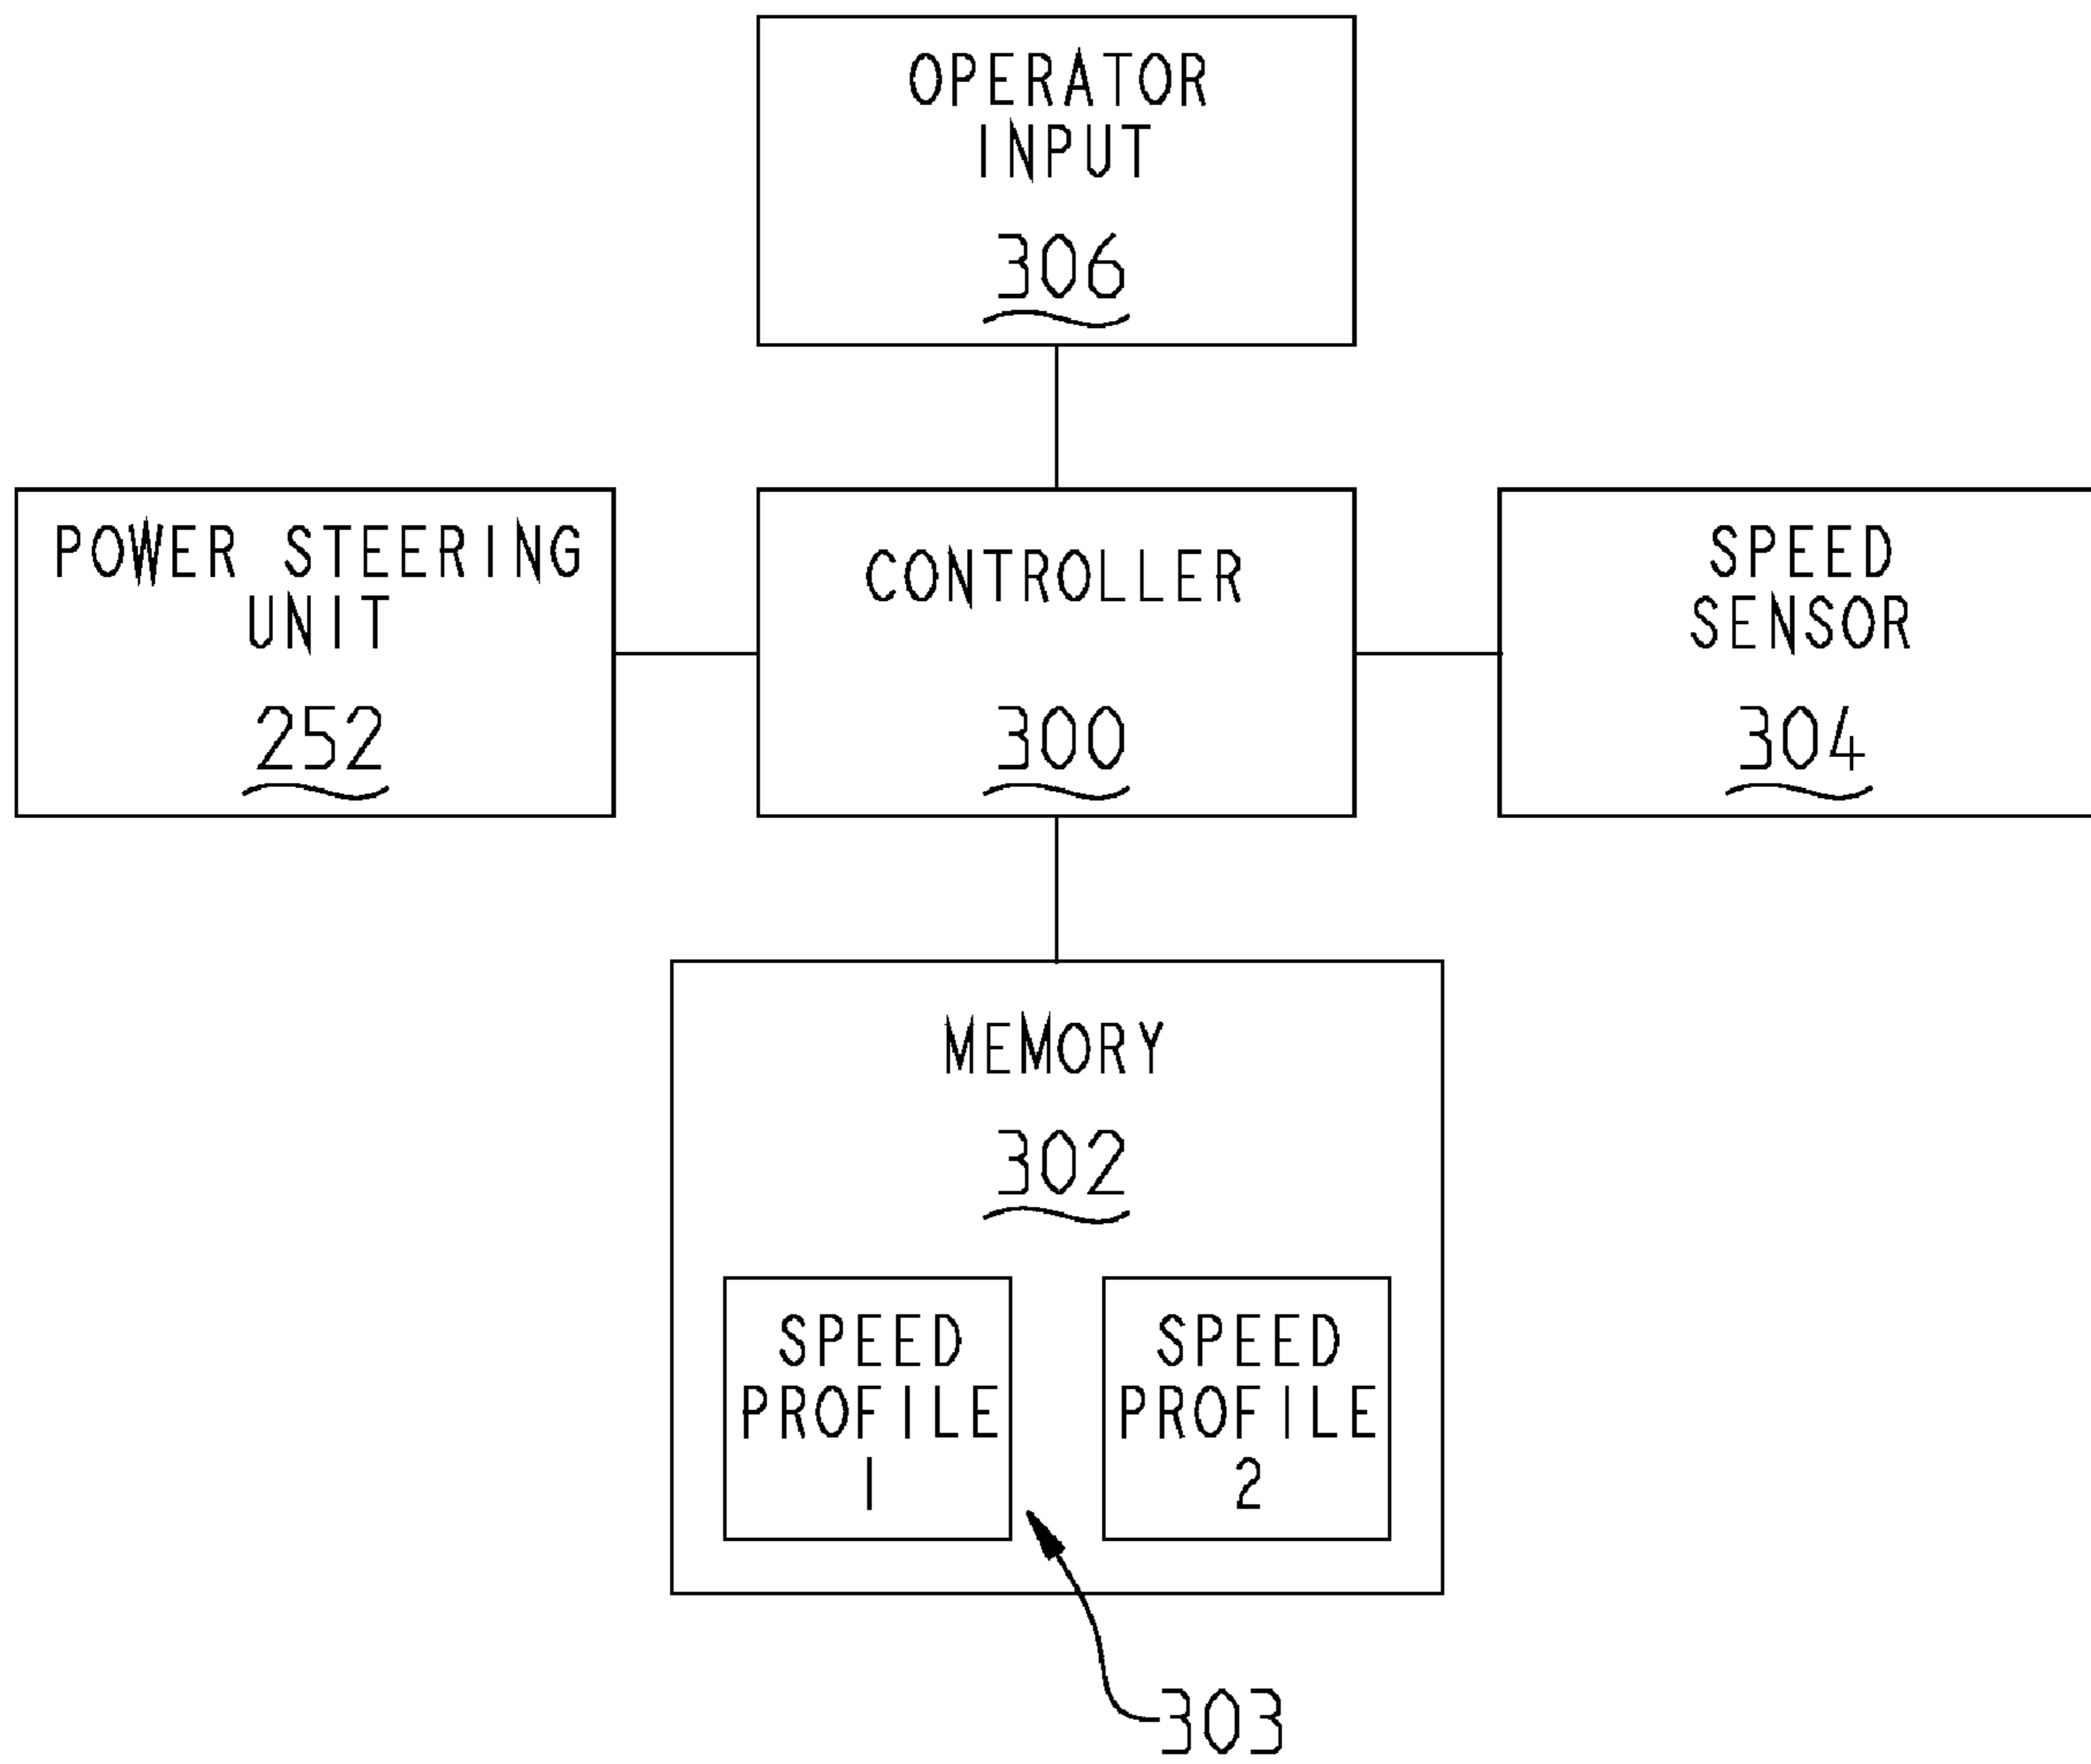 OPERATOR
INPUT
306
POWER STEERING
UNIT
252
CONTROLLER
300
SPEED
SENSOR
304
MEMORY
302
SPEED
PROFILE
1
SPEED
PROFILE
2
303